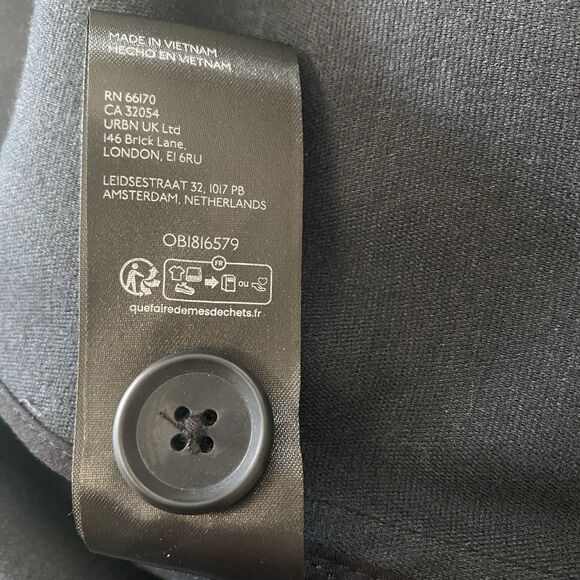 MADE IN VIETNAM
HECHO EN VIETNAM
RN 66170
CA 32054
URBN UK Ltd
146 Brick Lane,
LONDON, E1 6RU
LEIDSESTRAAT 32, 1017 PB
AMSTERDAM, NETHERLANDS
OB1816579
FR
ou
quefairedemesdechets.fr